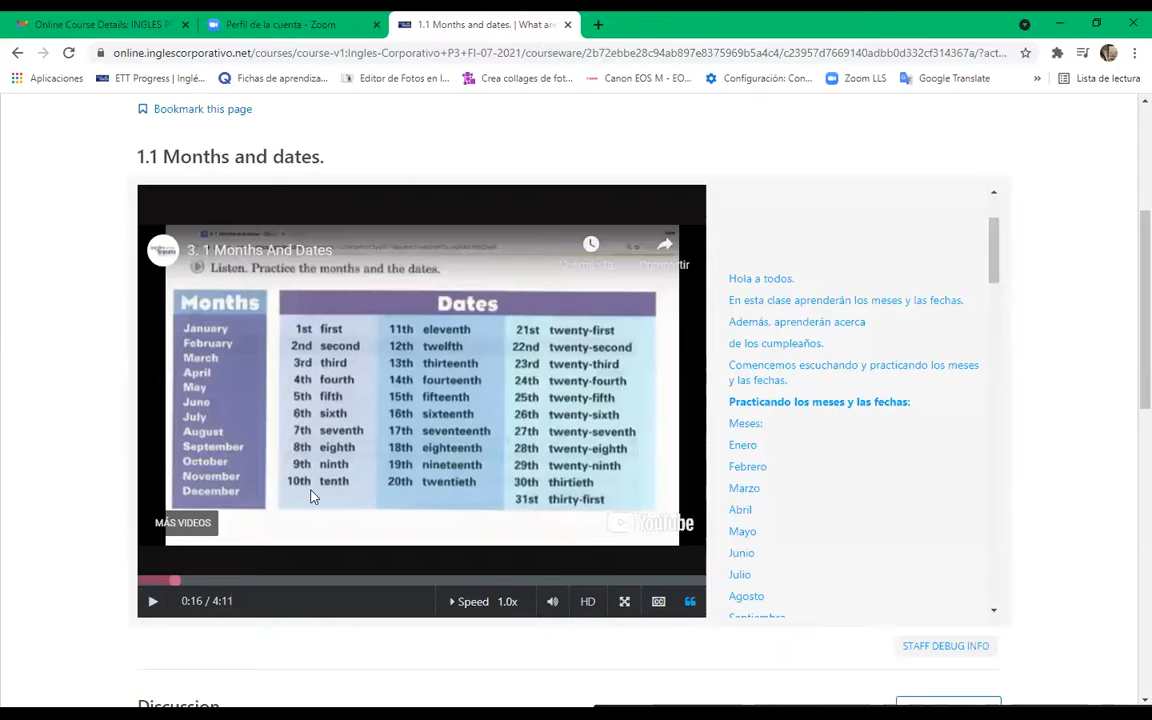 Online Course Details: INGLES P
Perfil de la cuenta - Zoom
1.1 Months and dates. | What are
online.inglescorporativo.net/courses/course-v1:Ingles-Corporativo+P3+FI-07-2021/courseware/2b72ebbe28c94ab897e8375969b5a4c4/c23957d7669140adbb0d332cf314367a/?act...
Aplicaciones
ETT Progress | Inglé...
Fichas de aprendiza...
Editor de Fotos en l...
Crea collages de fot...
Canon EOS M - EO...
Configuración: Con...
Zoom LLS
Google Translate
»
Lista de lectura
Bookmark this page
1.1 Months and dates.
3. 1 Months And Dates
Compartir
Listen. Practice the months and the dates.
Months
January
February
March
April
May
June
July
August
September
October
November
December
Dates
1st first
2nd second
3rd third
4th fourth
5th fifth
6th sixth
7th seventh
8th eighth
9th ninth
10th tenth
11th eleventh
12th twelfth
13th thirteenth
14th fourteenth
15th fifteenth
16th sixteenth
17th seventeenth
18th eighteenth
19th nineteenth
20th twentieth
21st twenty-first
22nd twenty-second
23rd twenty-third
24th twenty-fourth
25th twenty-fifth
26th twenty-sixth
27th twenty-seventh
28th twenty-eighth
29th twenty-ninth
30th thirtieth
31st thirty-first
MÁS VIDEOS
YouTube
0:16 / 4:11
Speed 1.0x
HD
CC
Hola a todos.
En esta clase aprenderán los meses y las fechas.
Además, aprenderán acerca
de los cumpleaños.
Comencemos escuchando y practicando los meses
y las fechas.
Practicando los meses y las fechas:
Meses:
Enero
Febrero
Marzo
Abril
Mayo
Junio
Julio
Agosto
Septiembre
STAFF DEBUG INFO
Discussion